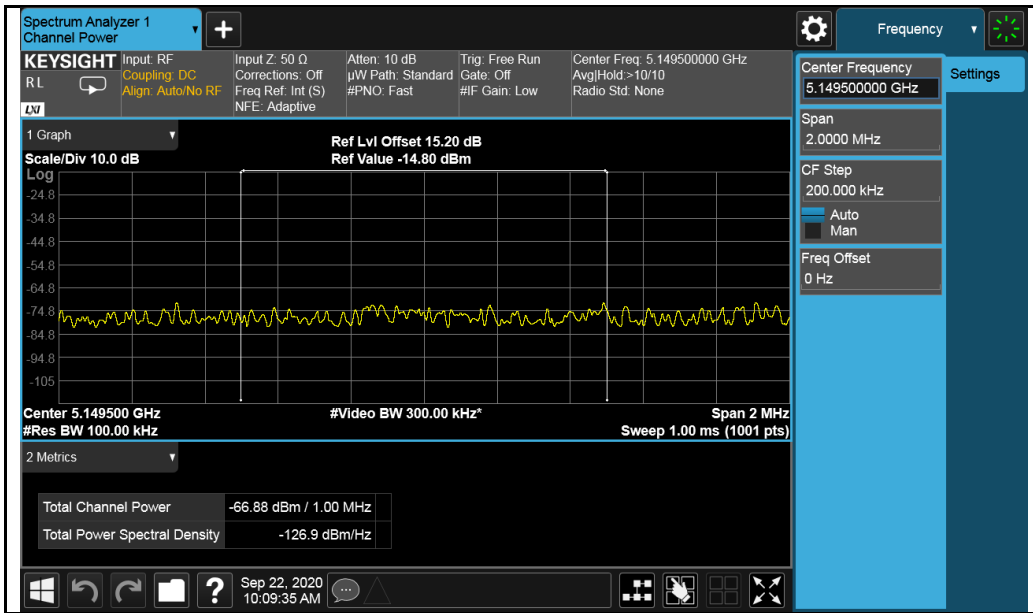 Spectrum Analyzer 1
Channel Power
+
Frequency
KEYSIGHT
R L
LXI
Input: RF
Coupling: DC
Align: Auto/No RF
Input Z: 50 Ω
Corrections: Off
Freq Ref: Int (S)
NFE: Adaptive
Atten: 10 dB
µW Path: Standard
#PNO: Fast
Trig: Free Run
Gate: Off
#IF Gain: Low
Center Freq: 5.149500000 GHz
Avg|Hold:>10/10
Radio Std: None
Center Frequency
5.149500000 GHz
Settings
Span
2.0000 MHz
CF Step
200.000 kHz
Auto
Man
Freq Offset
0 Hz
1 Graph
Scale/Div 10.0 dB
Ref Lvl Offset 15.20 dB
Ref Value -14.80 dBm
Log
-24.8
-34.8
-44.8
-54.8
-64.8
-74.8
-84.8
-94.8
-105
Center 5.149500 GHz
#Video BW 300.00 kHz*
Span 2 MHz
#Res BW 100.00 kHz
Sweep 1.00 ms (1001 pts)
2 Metrics
Total Channel Power -66.88 dBm / 1.00 MHz
Total Power Spectral Density -126.9 dBm/Hz
?
Sep 22, 2020
10:09:35 AM